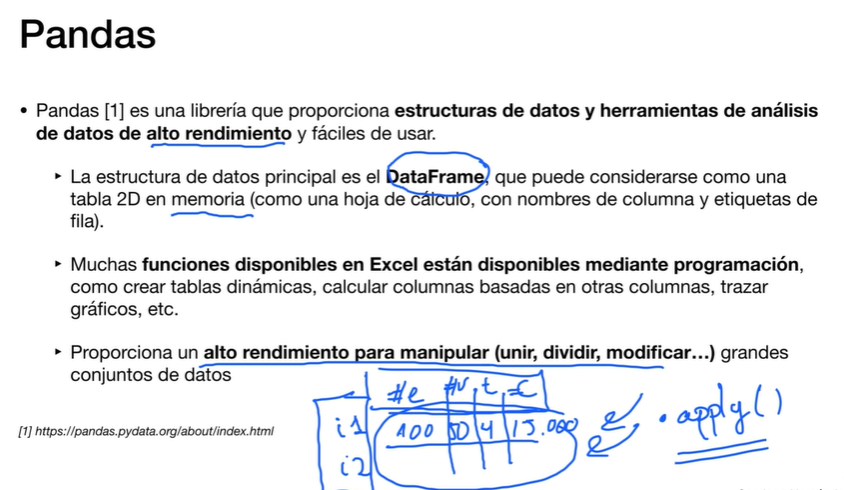 Pandas
• Pandas [1] es una librería que proporciona estructuras de datos y herramientas de análisis
de datos de alto rendimiento y fáciles de usar.
‣ La estructura de datos principal es el DataFrame, que puede considerarse como una
tabla 2D en memoria (como una hoja de cálculo, con nombres de columna y etiquetas de
fila).
‣ Muchas funciones disponibles en Excel están disponibles mediante programación,
como crear tablas dinámicas, calcular columnas basadas en otras columnas, trazar
gráficos, etc.
‣ Proporciona un alto rendimiento para manipular (unir, dividir, modificar...) grandes
conjuntos de datos
#e #v t
[1] https://pandas.pydata.org/about/index.html
i1 100 50 4 15.000
• apply()
i2